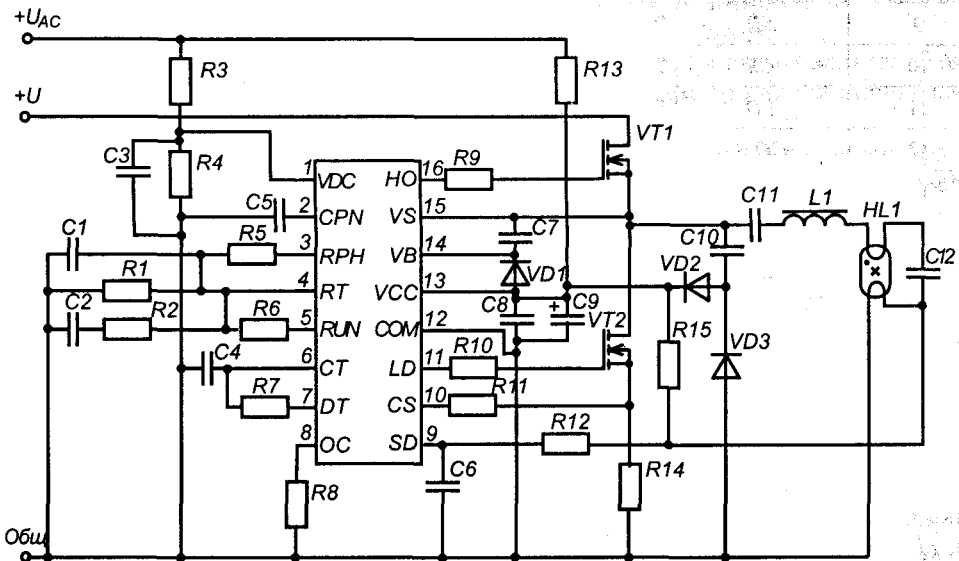 +UAC
R3
R13
+U
VT1
C3
R4
1
VDC
HO
16
R9
C5
2
CPN
VS
15
C11
L1
HL1
C1
R5
3
RPH
VB
14
C7
C10
C12
R1
4
RT
VCC
13
VD1
VD2
C2
R2
R6
5
RUN
COM
12
C8
+
C9
VT2
R15
VD3
C4
6
CT
LD
11
R10
R7
7
DT
CS
10
R11
8
OC
SD
9
R12
R8
C6
R14
Общ